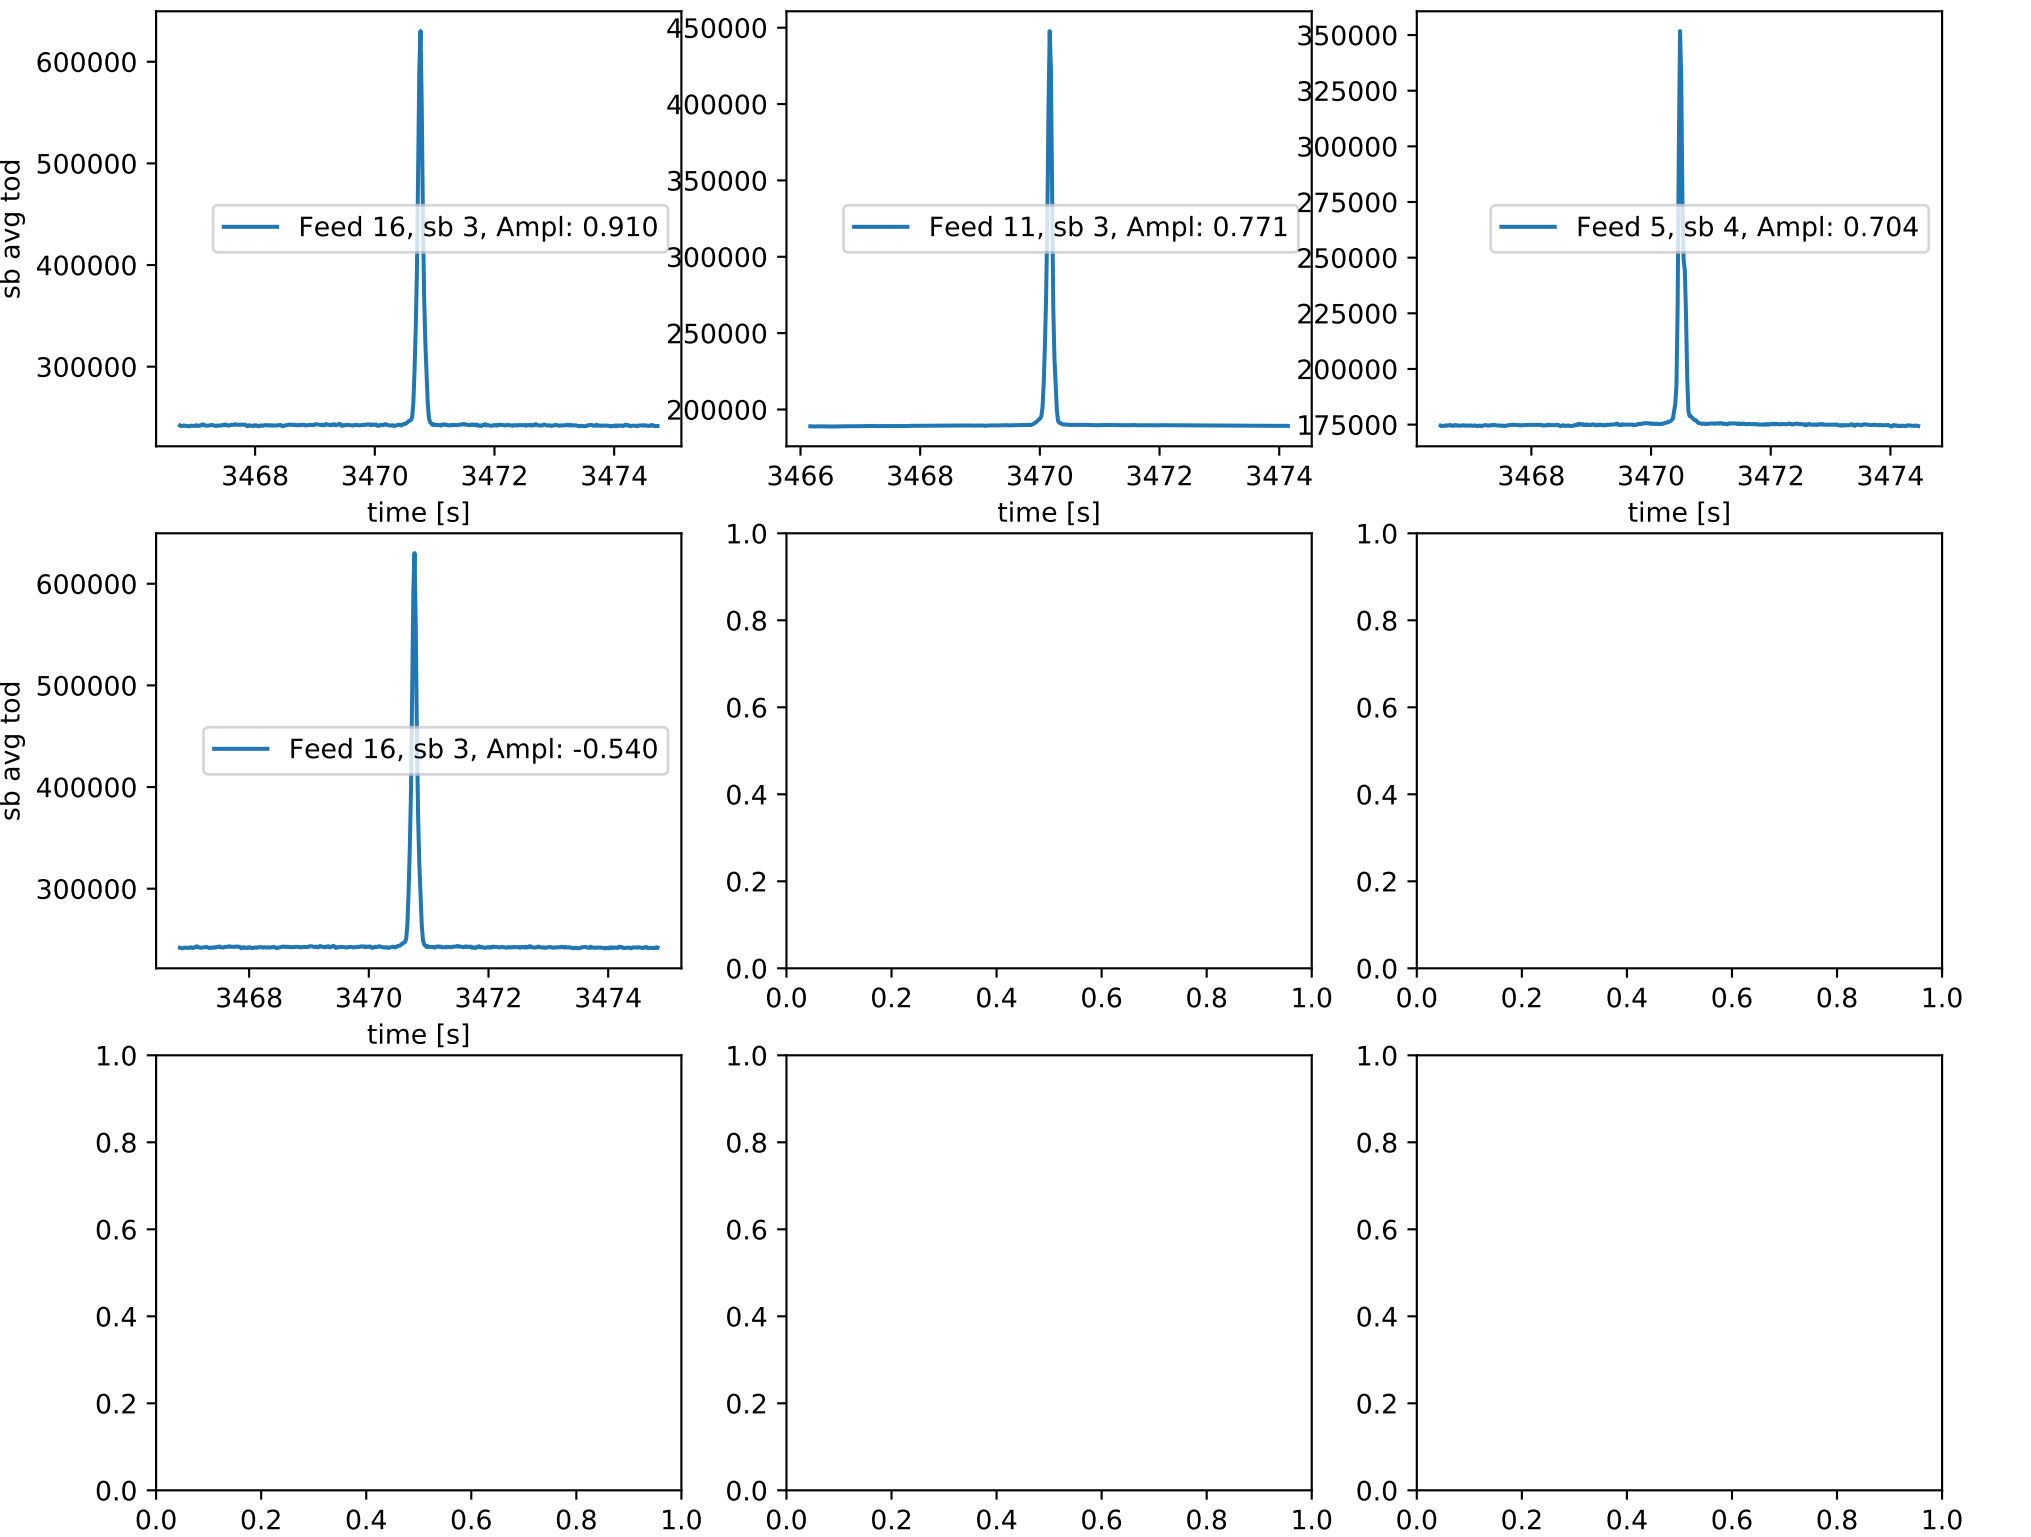 600000
500000
400000
300000
sb avg tod
Feed 16, sb 3, Ampl: 0.910
3468 3470 3472 3474
time [s]
450000
400000
350000
300000
250000
200000
Feed 11, sb 3, Ampl: 0.771
3466 3468 3470 3472 3474
time [s]
350000
325000
300000
275000
250000
225000
200000
175000
Feed 5, sb 4, Ampl: 0.704
3468 3470 3472 3474
time [s]
600000
500000
400000
300000
sb avg tod
Feed 16, sb 3, Ampl: -0.540
3468 3470 3472 3474
time [s]
1.0
0.8
0.6
0.4
0.2
0.0
0.0 0.2 0.4 0.6 0.8 1.0
1.0
0.8
0.6
0.4
0.2
0.0
0.0 0.2 0.4 0.6 0.8 1.0
1.0
0.8
0.6
0.4
0.2
0.0
0.0 0.2 0.4 0.6 0.8 1.0
1.0
0.8
0.6
0.4
0.2
0.0
0.0 0.2 0.4 0.6 0.8 1.0
1.0
0.8
0.6
0.4
0.2
0.0
0.0 0.2 0.4 0.6 0.8 1.0